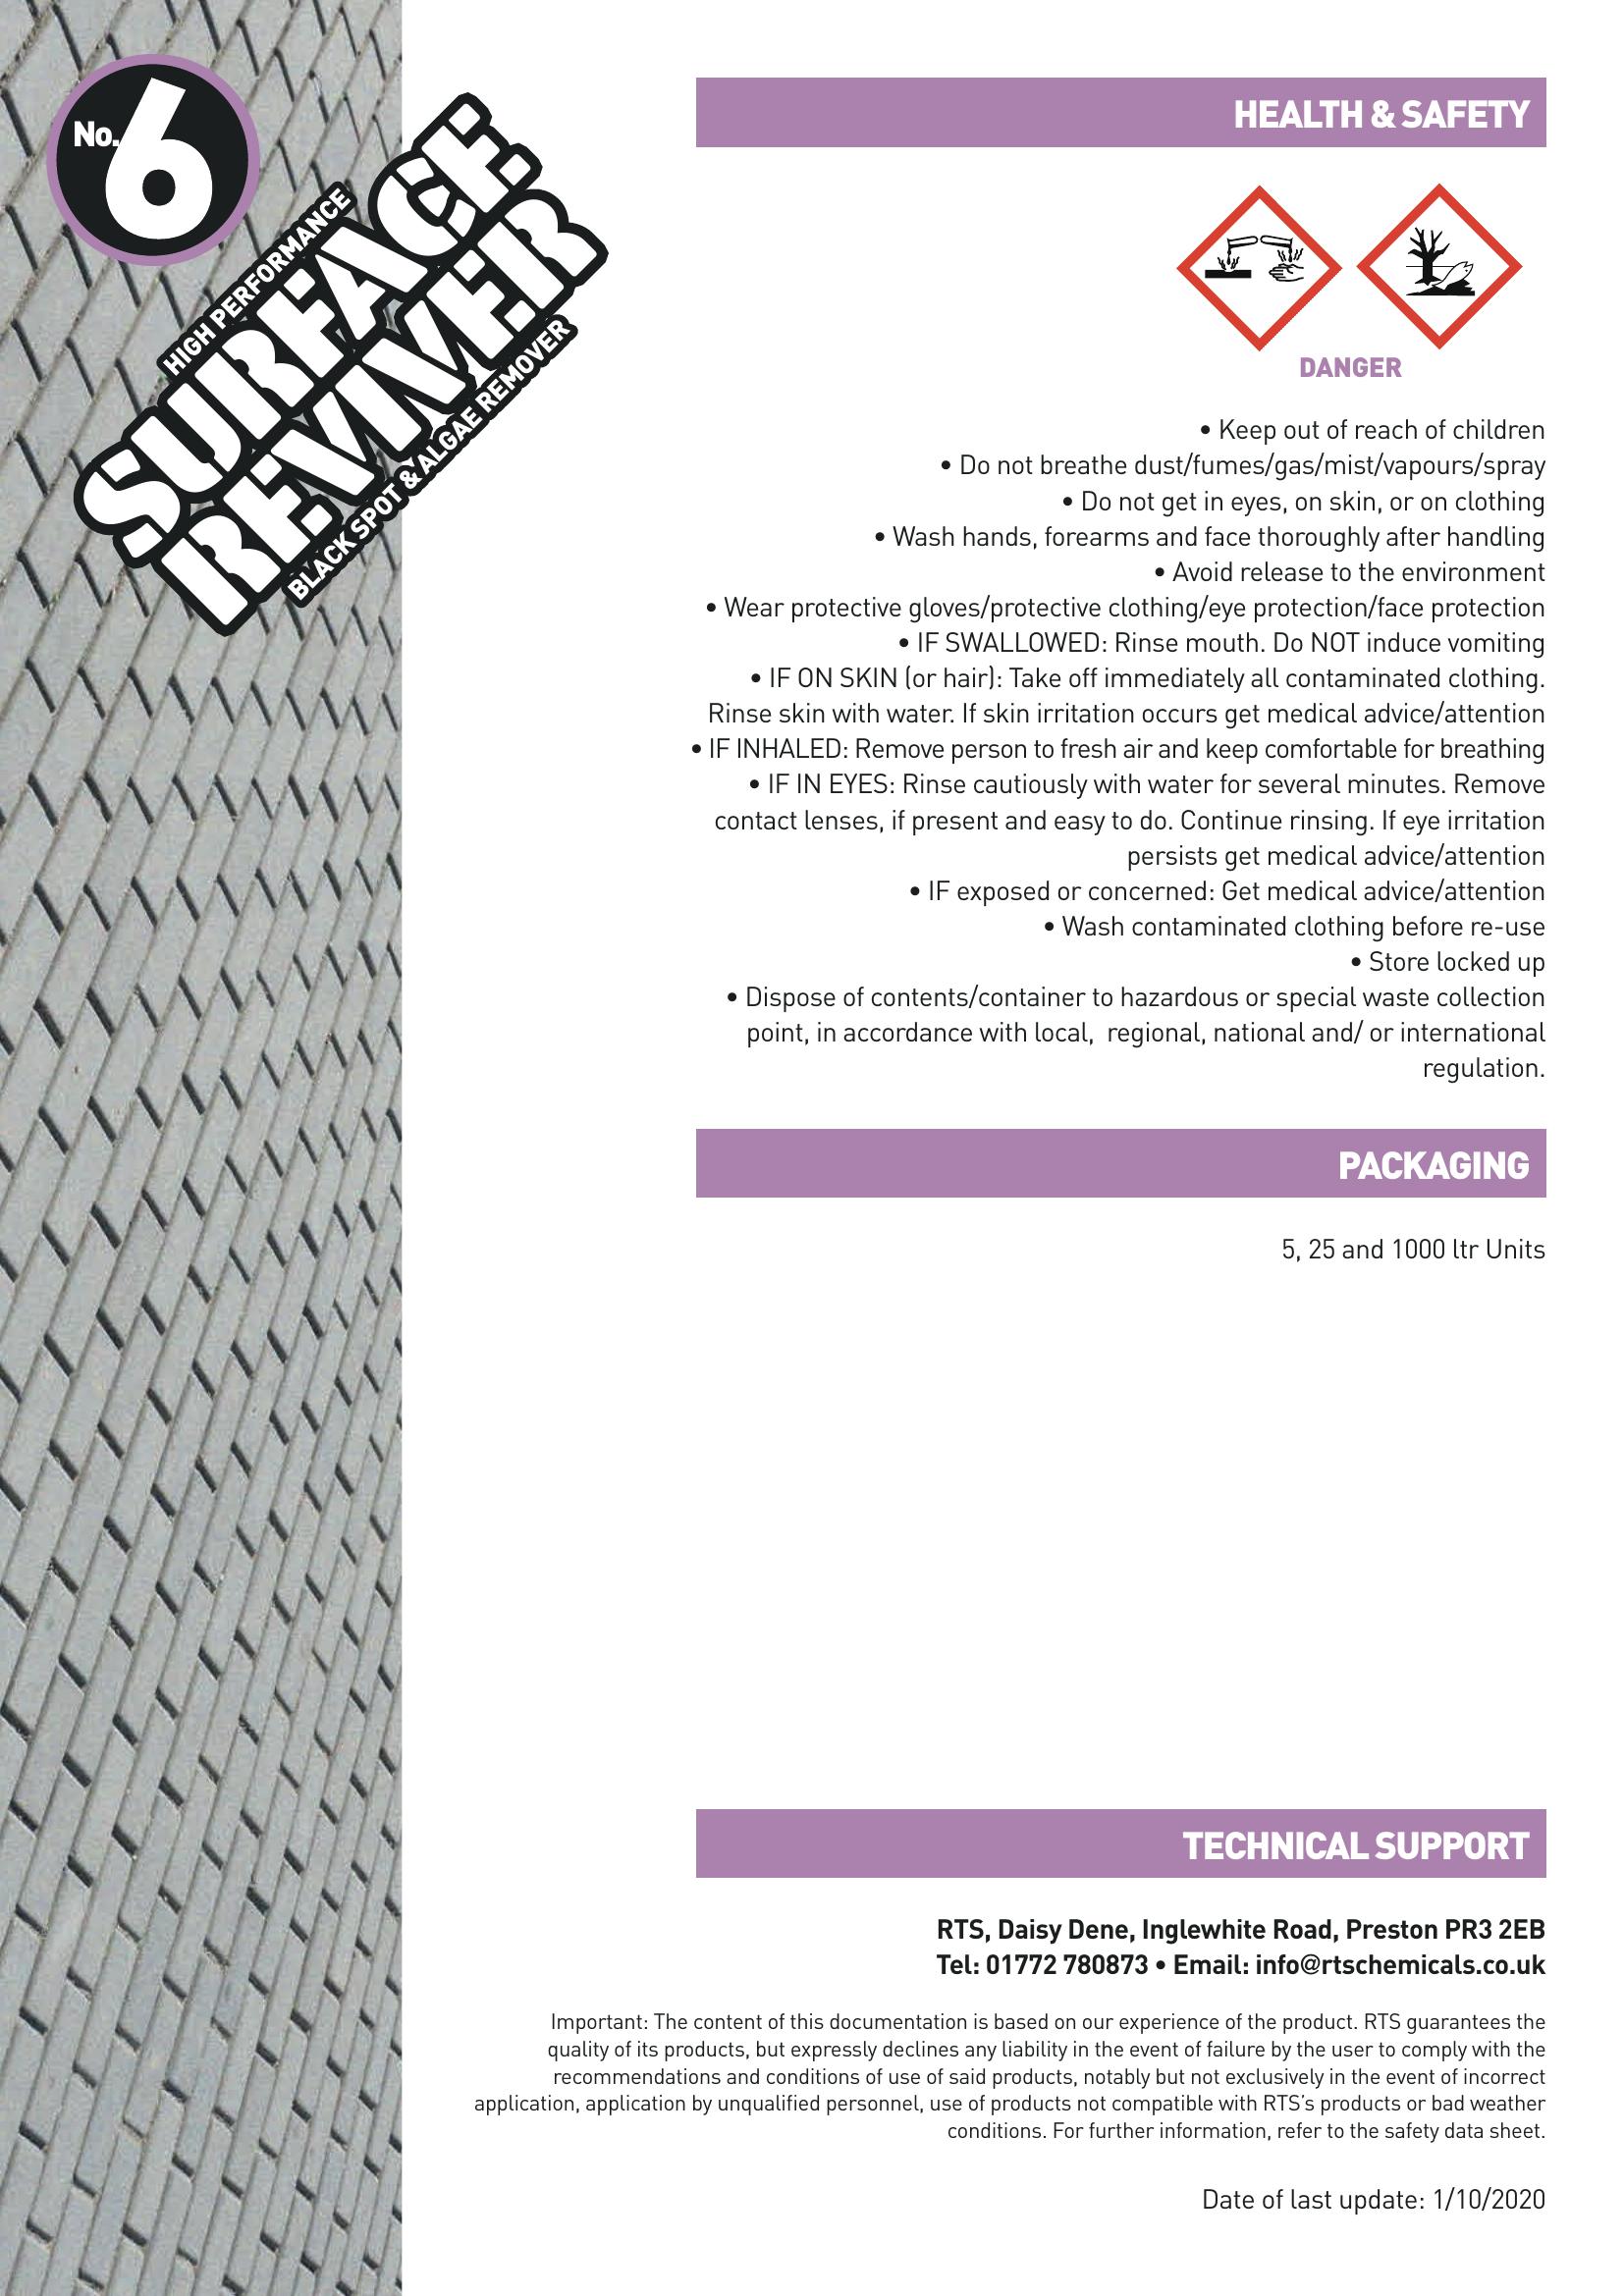 No.6
HIGH PERFORMANCE
SURFACE
REVIVER
BLACK SPOT & ALGAE REMOVER
HEALTH & SAFETY
DANGER
• Keep out of reach of children
• Do not breathe dust/fumes/gas/mist/vapours/spray
• Do not get in eyes, on skin, or on clothing
• Wash hands, forearms and face thoroughly after handling
• Avoid release to the environment
• Wear protective gloves/protective clothing/eye protection/face protection
• IF SWALLOWED: Rinse mouth. Do NOT induce vomiting
• IF ON SKIN (or hair): Take off immediately all contaminated clothing.
Rinse skin with water. If skin irritation occurs get medical advice/attention
• IF INHALED: Remove person to fresh air and keep comfortable for breathing
• IF IN EYES: Rinse cautiously with water for several minutes. Remove
contact lenses, if present and easy to do. Continue rinsing. If eye irritation
persists get medical advice/attention
• IF exposed or concerned: Get medical advice/attention
• Wash contaminated clothing before re-use
• Store locked up
• Dispose of contents/container to hazardous or special waste collection
point, in accordance with local,  regional, national and/ or international
regulation.
PACKAGING
5, 25 and 1000 ltr Units
TECHNICAL SUPPORT
RTS, Daisy Dene, Inglewhite Road, Preston PR3 2EB
Tel: 01772 780873 • Email: info@rtschemicals.co.uk
Important: The content of this documentation is based on our experience of the product. RTS guarantees the
quality of its products, but expressly declines any liability in the event of failure by the user to comply with the
recommendations and conditions of use of said products, notably but not exclusively in the event of incorrect
application, application by unqualified personnel, use of products not compatible with RTS's products or bad weather
conditions. For further information, refer to the safety data sheet.
Date of last update: 1/10/2020